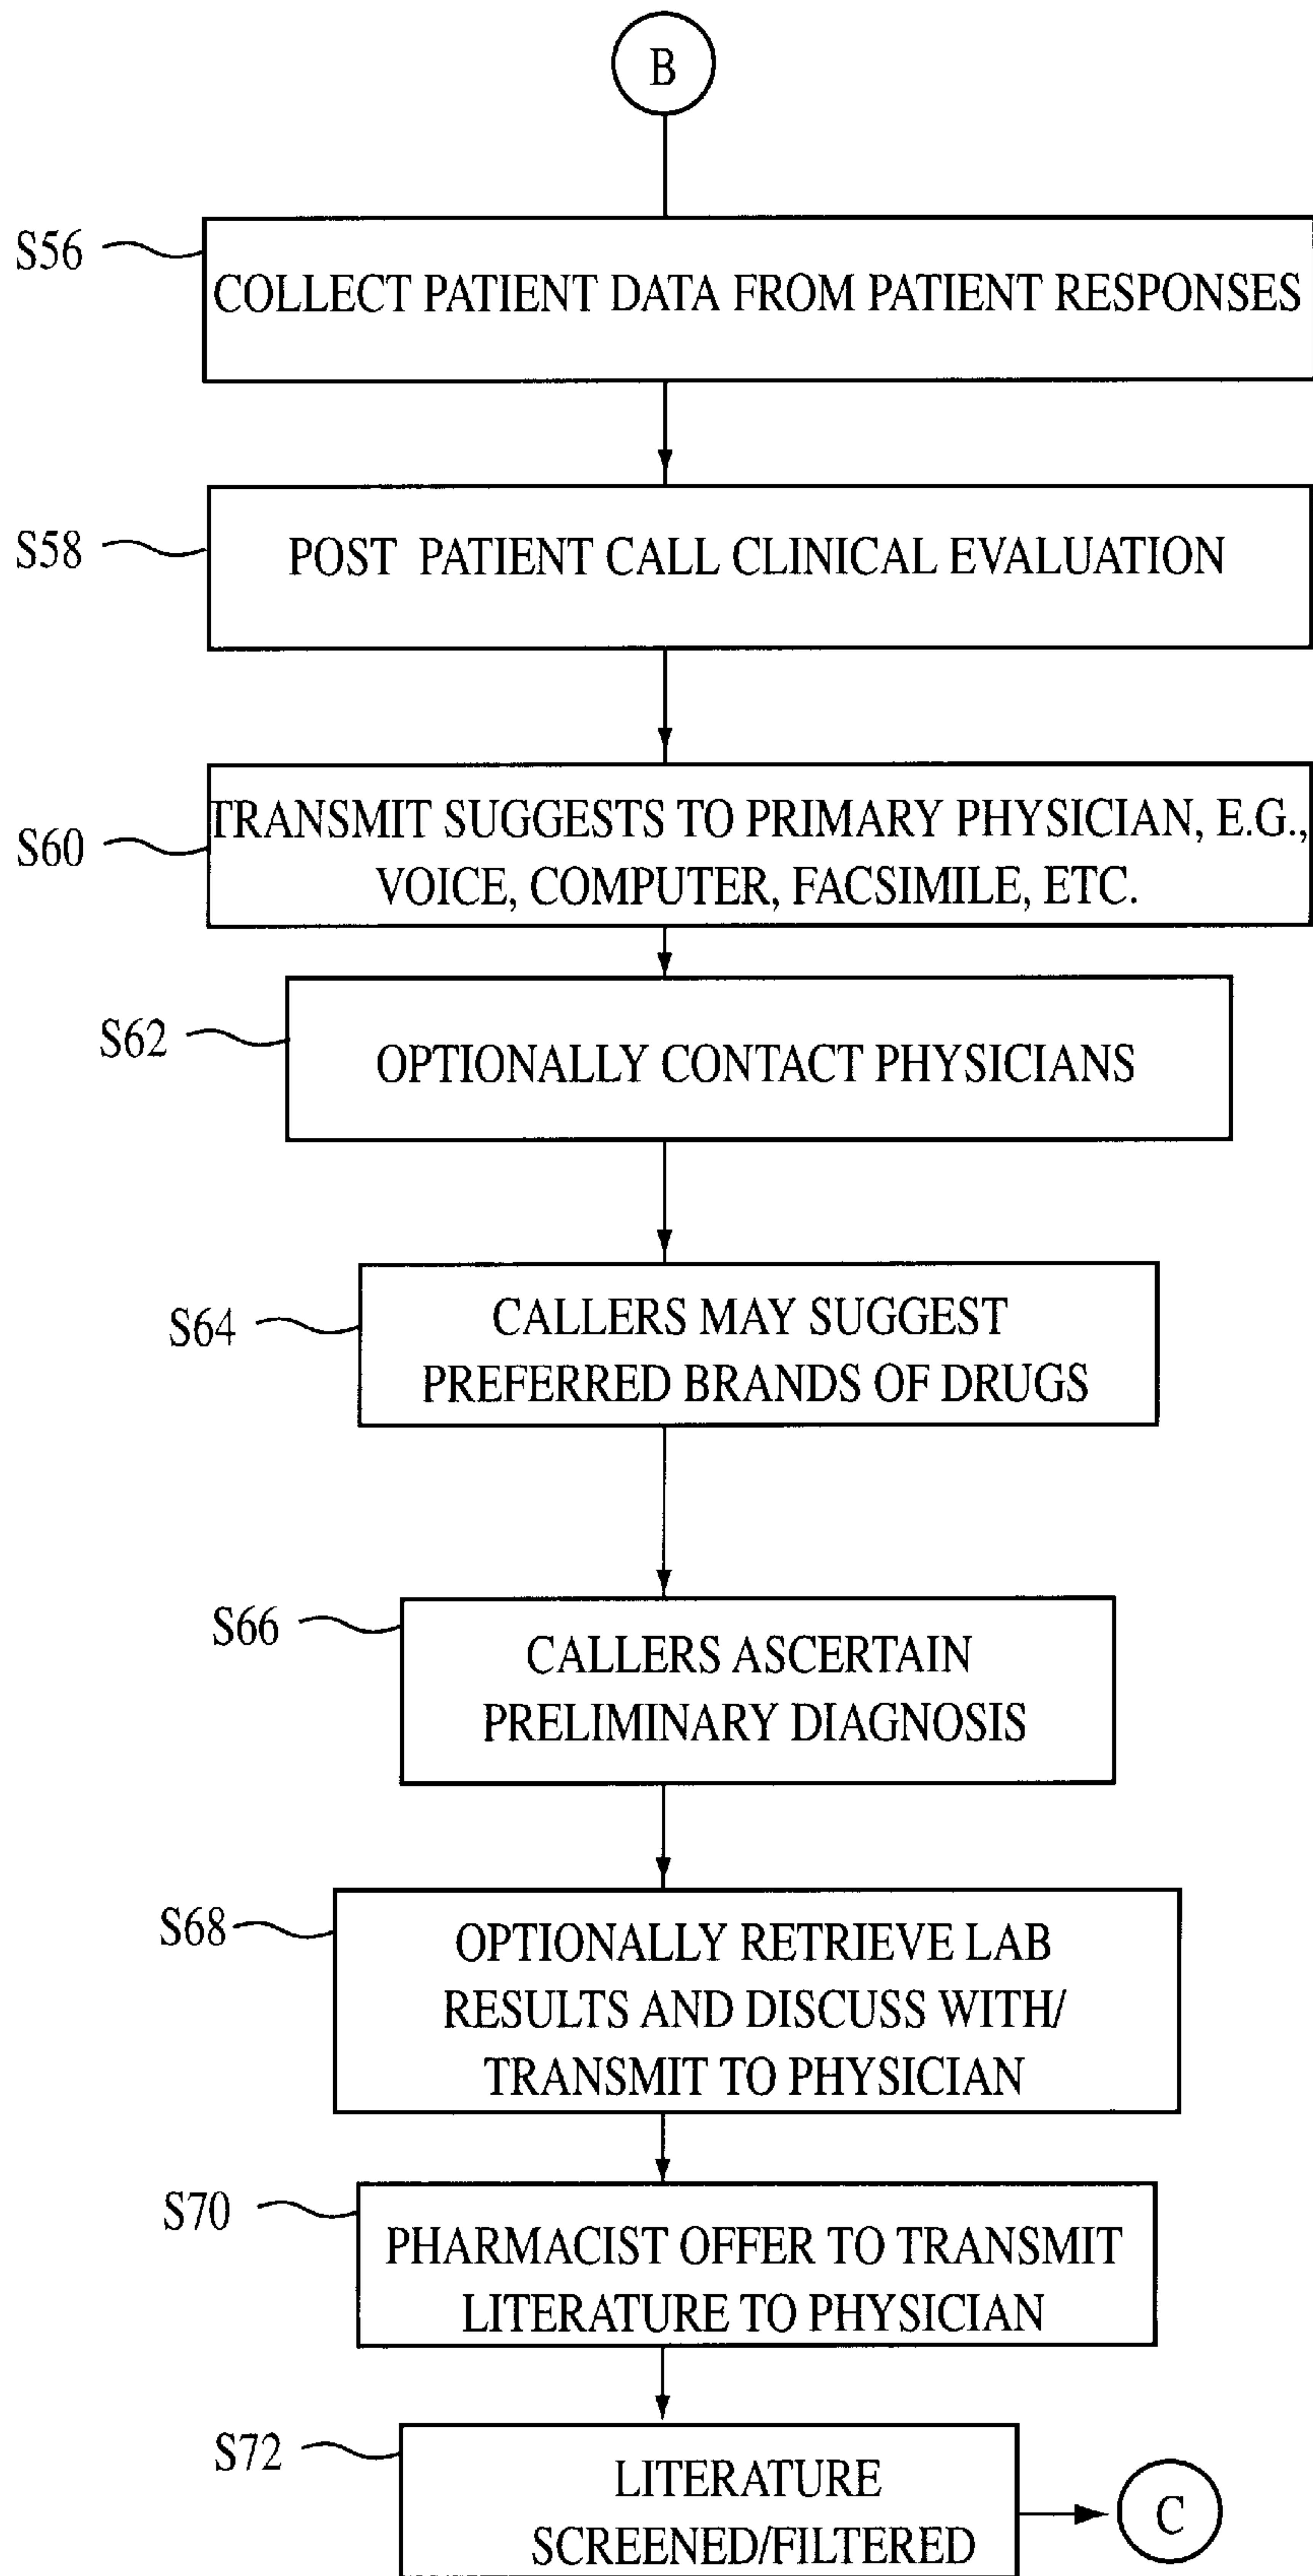 B
S56
COLLECT PATIENT DATA FROM PATIENT RESPONSES
S58
POST PATIENT CALL CLINICAL EVALUATION
S60
TRANSMIT SUGGESTS TO PRIMARY PHYSICIAN, E.G.,
VOICE, COMPUTER, FACSIMILE, ETC.
S62
OPTIONALLY CONTACT PHYSICIANS
S64
CALLERS MAY SUGGEST
PREFERRED BRANDS OF DRUGS
S66
CALLERS ASCERTAIN
PRELIMINARY DIAGNOSIS
S68
OPTIONALLY RETRIEVE LAB
RESULTS AND DISCUSS WITH/
TRANSMIT TO PHYSICIAN
S70
PHARMACIST OFFER TO TRANSMIT
LITERATURE TO PHYSICIAN
S72
LITERATURE
SCREENED/FILTERED
C